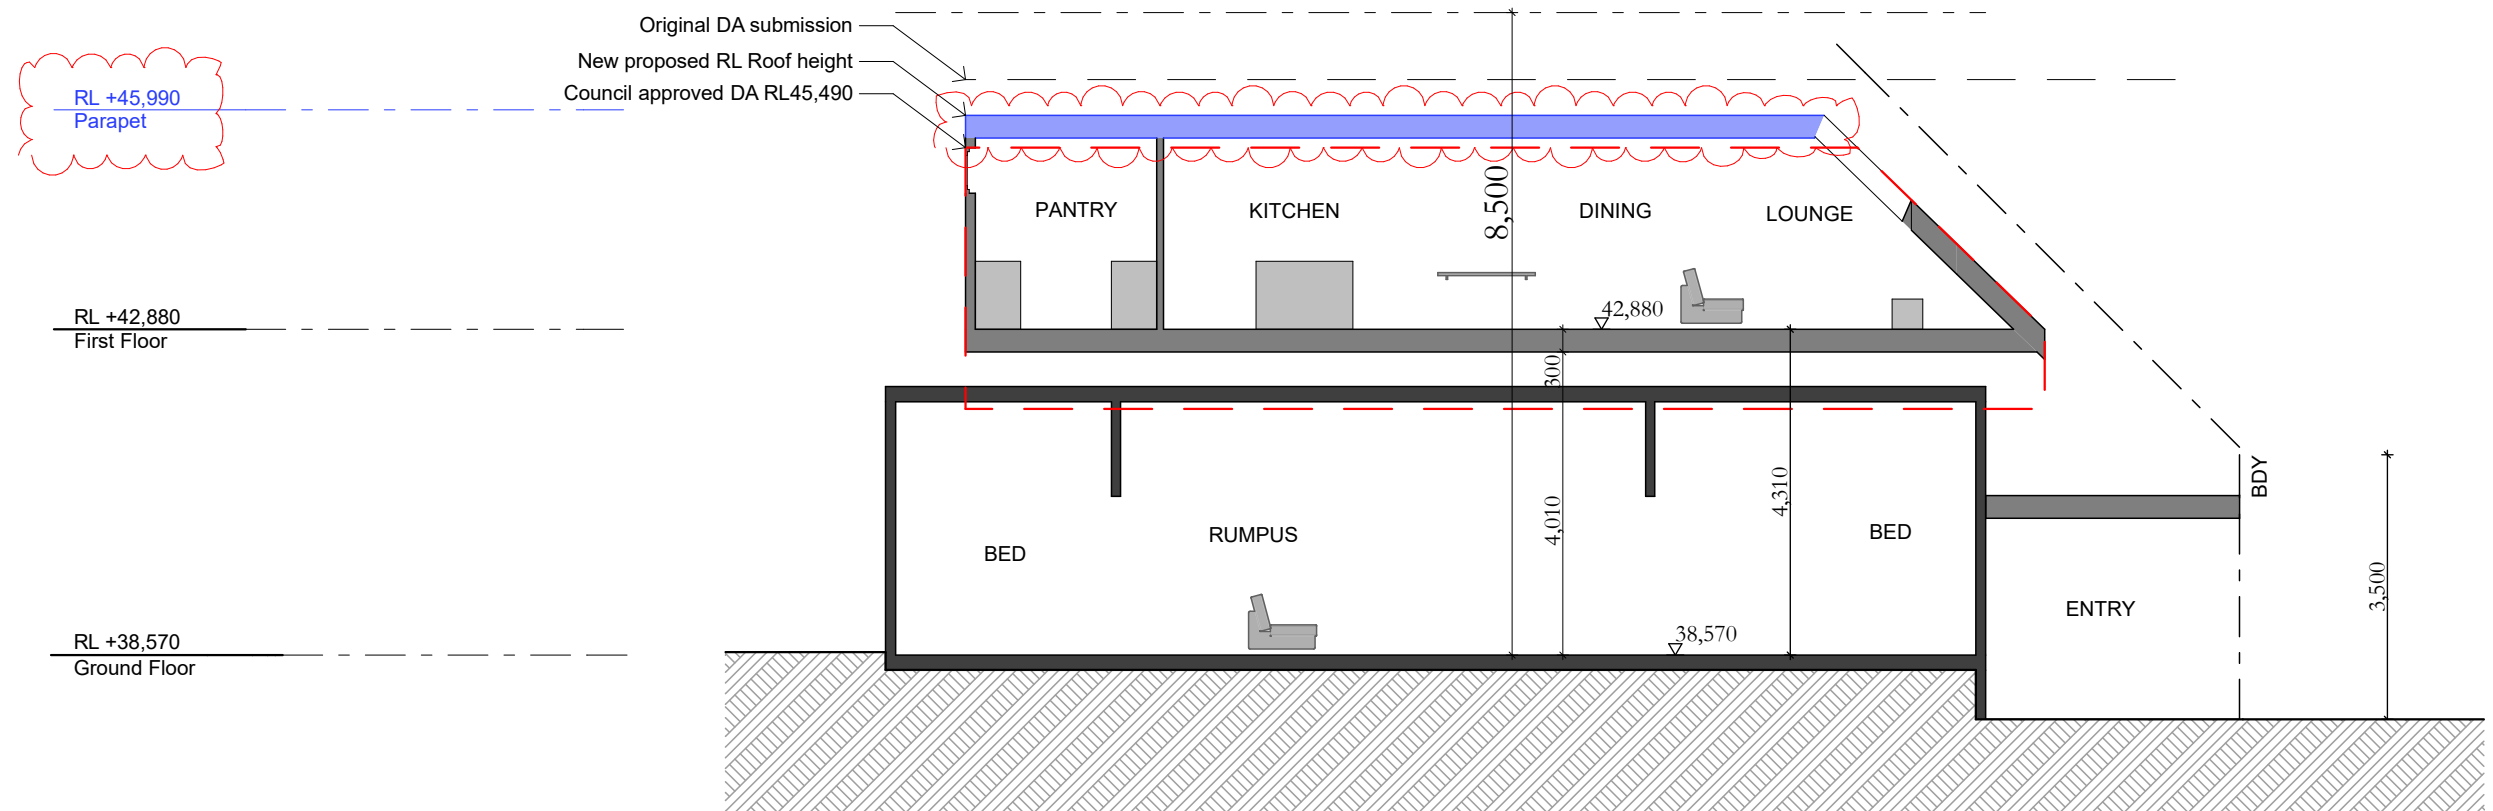 Original DA submission
New proposed RL Roof height
Council approved DA RL45,490
RL +45,990
Parapet
8,500
PANTRY
KITCHEN
DINING
LOUNGE
42,880
RL +42,880
First Floor
300
4,010
4,310
BDY
3,500
BED
RUMPUS
BED
ENTRY
38,570
RL +38,570
Ground Floor